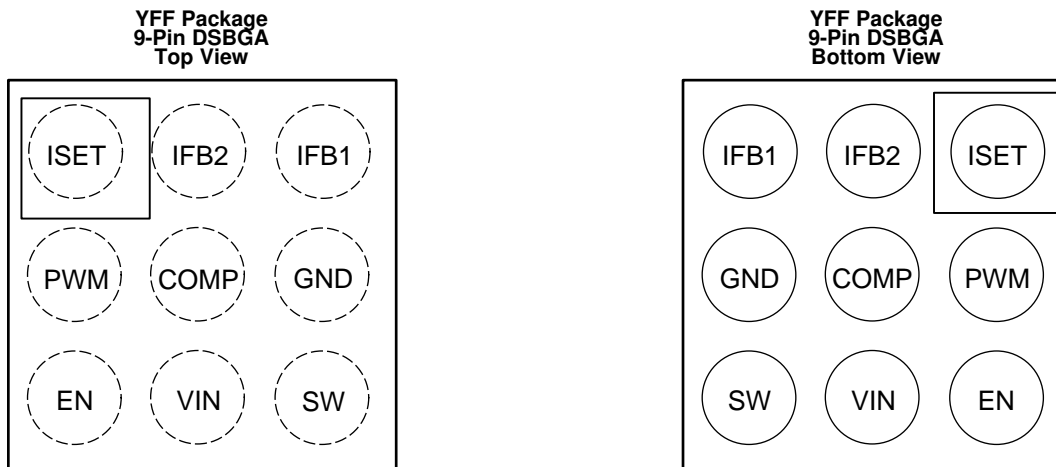 YFF Package
9-Pin DSBGA
Top View
ISET IFB2 IFB1
PWM COMP GND
EN VIN SW
YFF Package
9-Pin DSBGA
Bottom View
IFB1 IFB2 ISET
GND COMP PWM
SW VIN EN